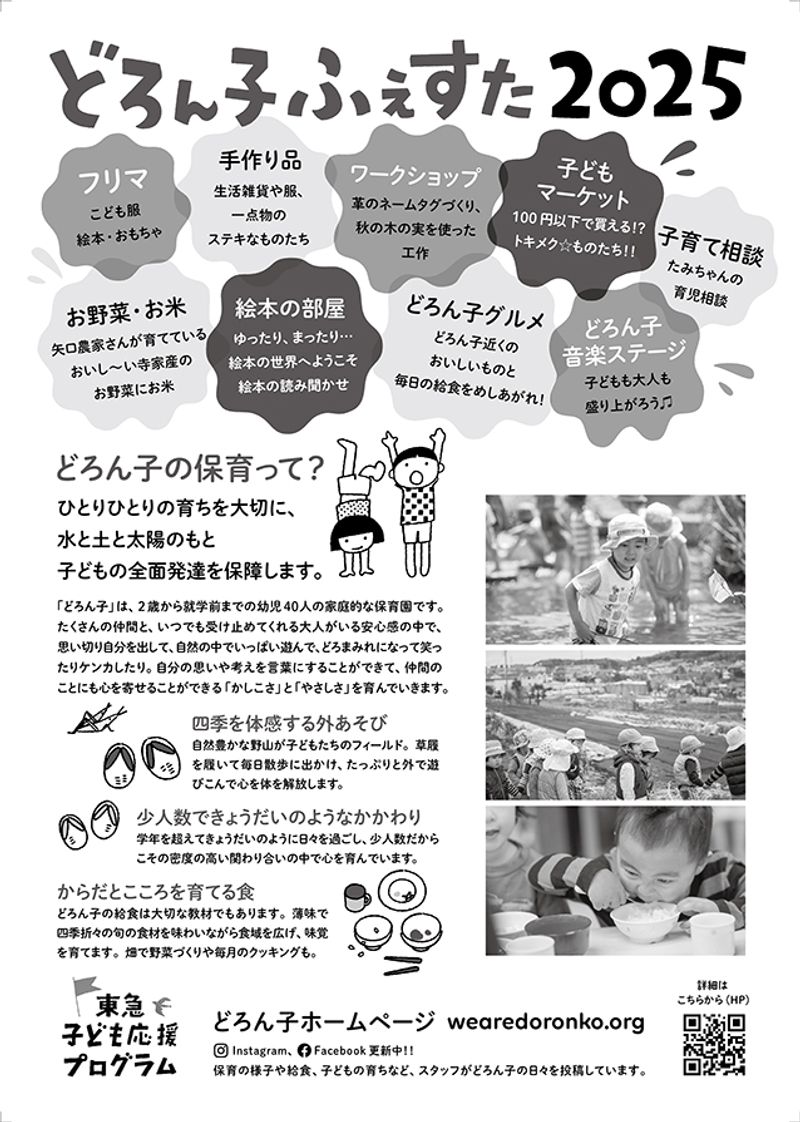 どろん子ふぇすた2025
フリマ
こども服
絵本・おもちゃ
手作り品
生活雑貨や服、
一点物の
ステキなものたち
ワークショップ
革のネームタグづくり、
秋の木の実を使った
工作
子ども
マーケット
100円以下で買える!?
トキメク☆ものたち!!
子育て相談
たみちゃんの
育児相談
お野菜・お米
矢口農家さんが育てている
おいし〜い寺家産の
お野菜にお米
絵本の部屋
ゆったり、まったり…
絵本の世界へようこそ
絵本の読み聞かせ
どろん子グルメ
どろん子近くの
おいしいものと
毎日の給食をめしあがれ!
どろん子
音楽ステージ
子どもも大人も
盛り上がろう♫
どろん子の保育って?
ひとりひとりの育ちを大切に、
水と土と太陽のもと
子どもの全面発達を保障します。
「どろん子」は、2歳から就学前までの幼児40人の家庭的な保育園です。
たくさんの仲間と、いつでも受け止めてくれる大人がいる安心感の中で、
思い切り自分を出して、自然の中でいっぱい遊んで、どろまみれになって笑っ
たりケンカしたり。自分の思いや考えを言葉にすることができて、仲間の
ことにも心を寄せることができる「かしこさ」と「やさしさ」を育んでいきます。
四季を体感する外あそび
自然豊かな野山が子どもたちのフィールド。草履
を履いて毎日散歩に出かけ、たっぷりと外で遊
びこんで心を体を解放します。
少人数できょうだいのようなかかわり
学年を超えてきょうだいのように日々を過ごし、少人数だから
こその密度の高い関わり合いの中で心を育んでいます。
からだとこころを育てる食
どろん子の給食は大切な教材でもあります。薄味で
四季折々の旬の食材を味わいながら食域を広げ、味覚
を育てます。畑で野菜づくりや毎月のクッキングも。
東急
子ども応援
プログラム
どろん子ホームページ wearedoronko.org
Instagram、Facebook更新中!!
保育の様子や給食、子どもの育ちなど、スタッフがどろん子の日々を投稿しています。
詳細は
こちらから(HP)